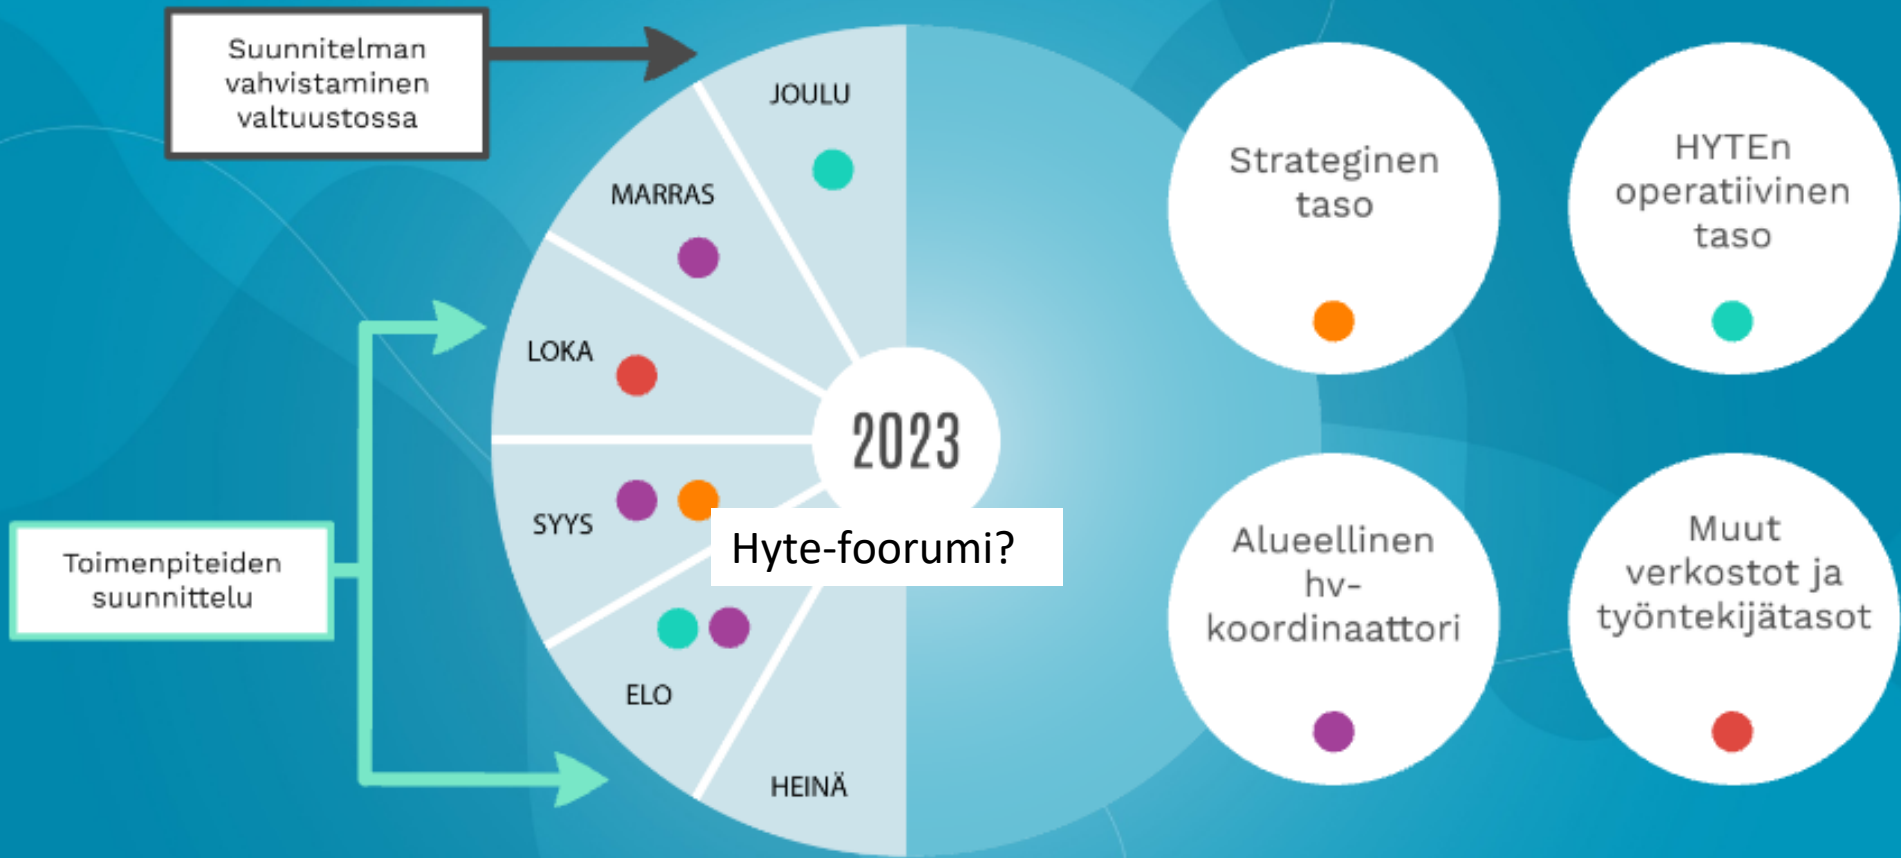 Suunnitelman
vahvistaminen
valtuustossa
JOULU
MARRAS
LOKA
SYYS
ELO
HEINÄ
2023
Hyte-foorumi?
Toimenpiteiden
suunnittelu
Strateginen
taso
HYTEn
operatiivinen
taso
Alueellinen
hv-
koordinaattori
Muut
verkostot ja
työntekijätasot